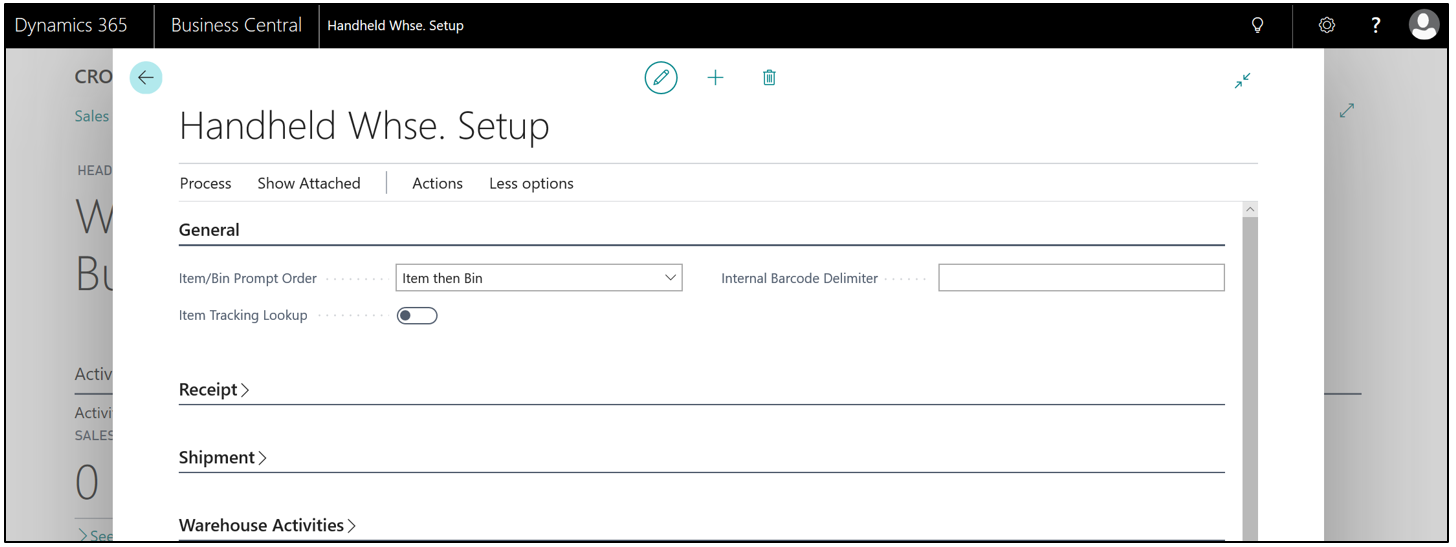 Dynamics 365 Business Central Handheld Whse. Setup ?
CRO
Sales
Handheld Whse. Setup
HEAD
Process Show Attached Actions Less options
W
General
Bu
Item/Bin Prompt Order Item then Bin Internal Barcode Delimiter
Item Tracking Lookup
Activ
Receipt
Activi
SALES
Shipment
0
Warehouse Activities
See